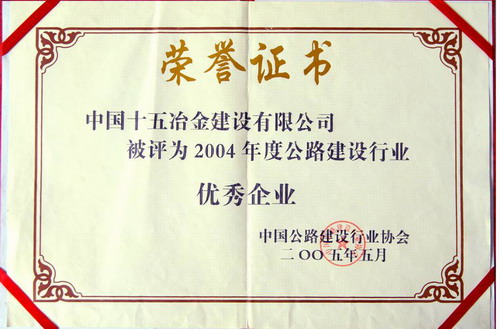 荣誉证书
中国十五冶金建设有限公司
被评为2004年度公路建设行业
优秀企业
中国公路建设行业协会
二〇〇五年五月